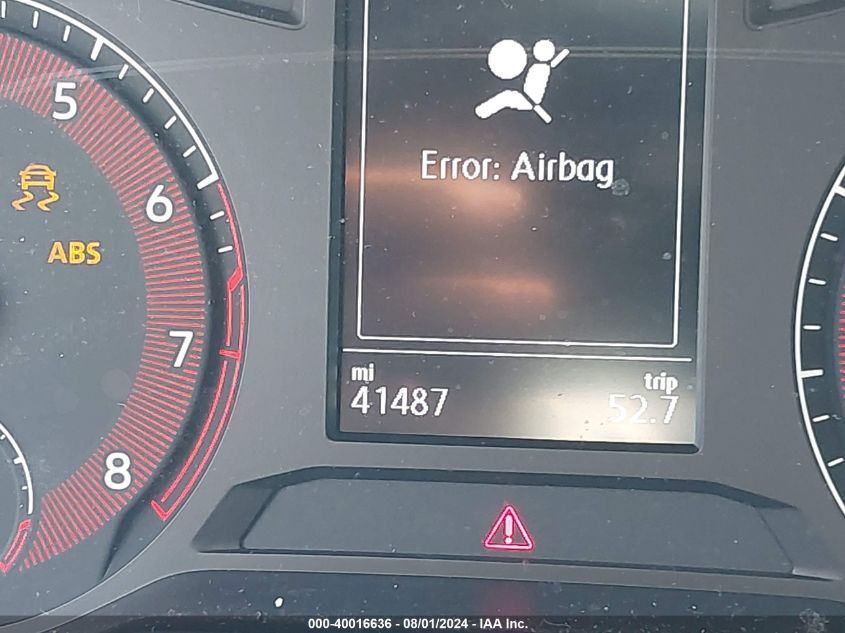 5
6
ABS
7
8
Error: Airbag
mi
trip
41487
52.7
000-40016636 - 08/01/2024 - IAA Inc.